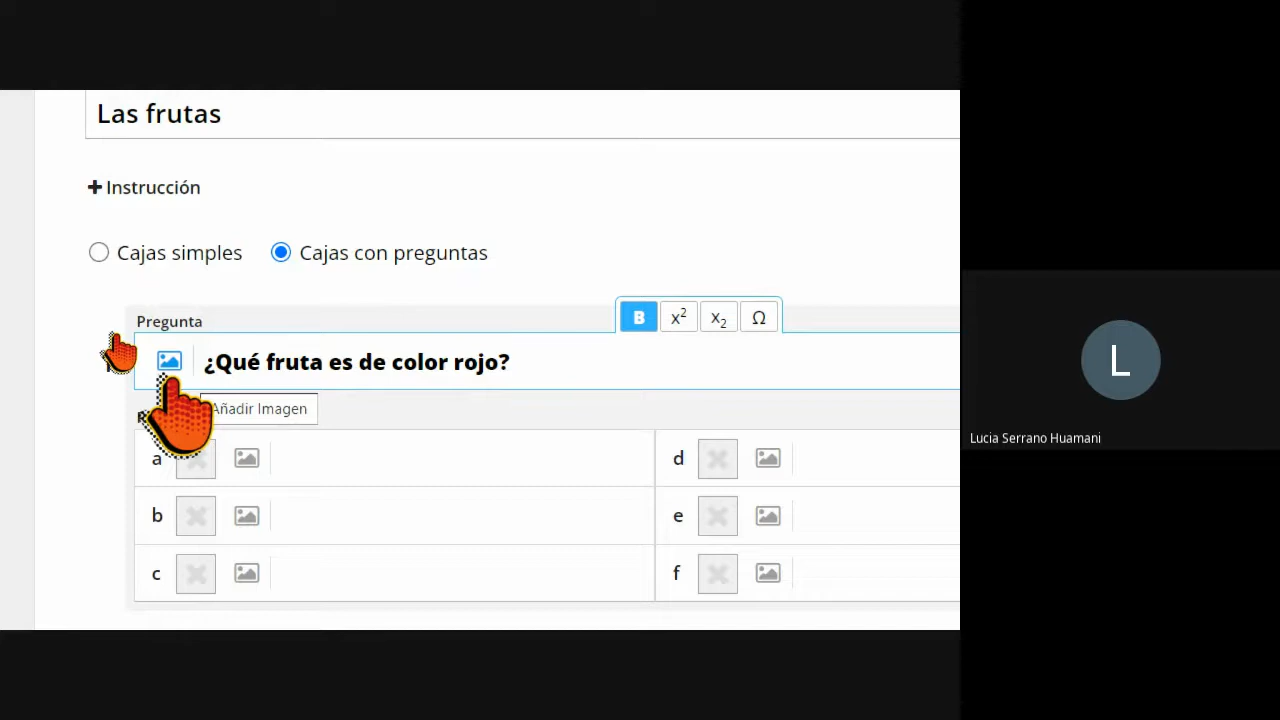 Las frutas
+ Instrucción
Cajas simples Cajas con preguntas
Pregunta
B x² x₂ Ω
¿Qué fruta es de color rojo?
Añadir Imagen
a d
b e
c f
L
Lucia Serrano Huamani